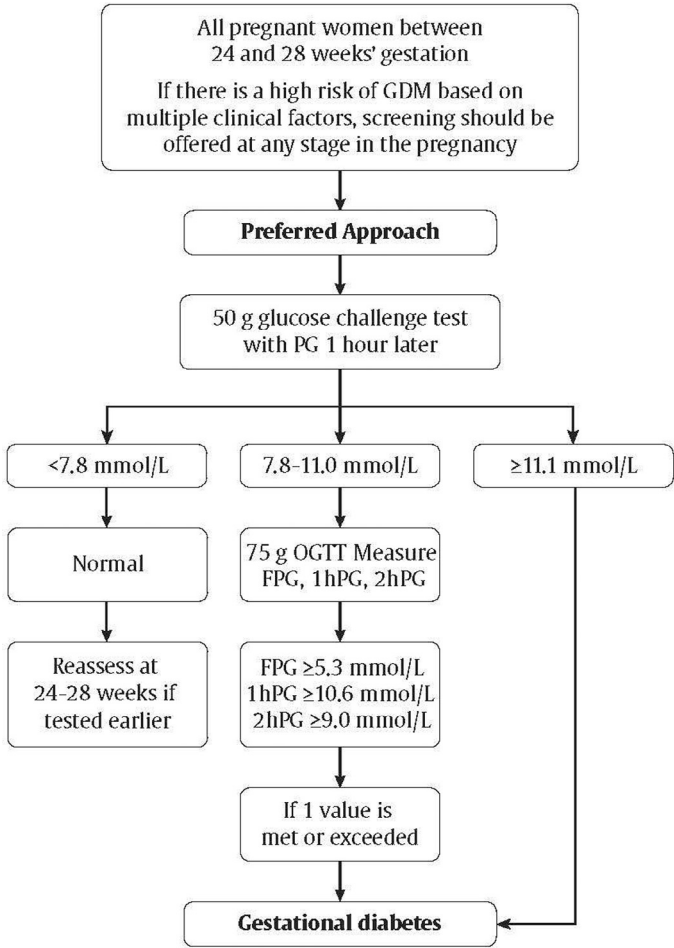 All pregnant women between
24 and 28 weeks’ gestation
If there is a high risk of GDM based on
multiple clinical factors, screening should be
offered at any stage in the pregnancy
Preferred Approach
50 g glucose challenge test
with PG 1 hour later
<7.8 mmol/L
7.8–11.0 mmol/L
≥11.1 mmol/L
Normal
75 g OGTT Measure
FPG, 1hPG, 2hPG
Reassess at
24–28 weeks if
tested earlier
FPG ≥5.3 mmol/L
1hPG ≥10.6 mmol/L
2hPG ≥9.0 mmol/L
If 1 value is
met or exceeded
Gestational diabetes